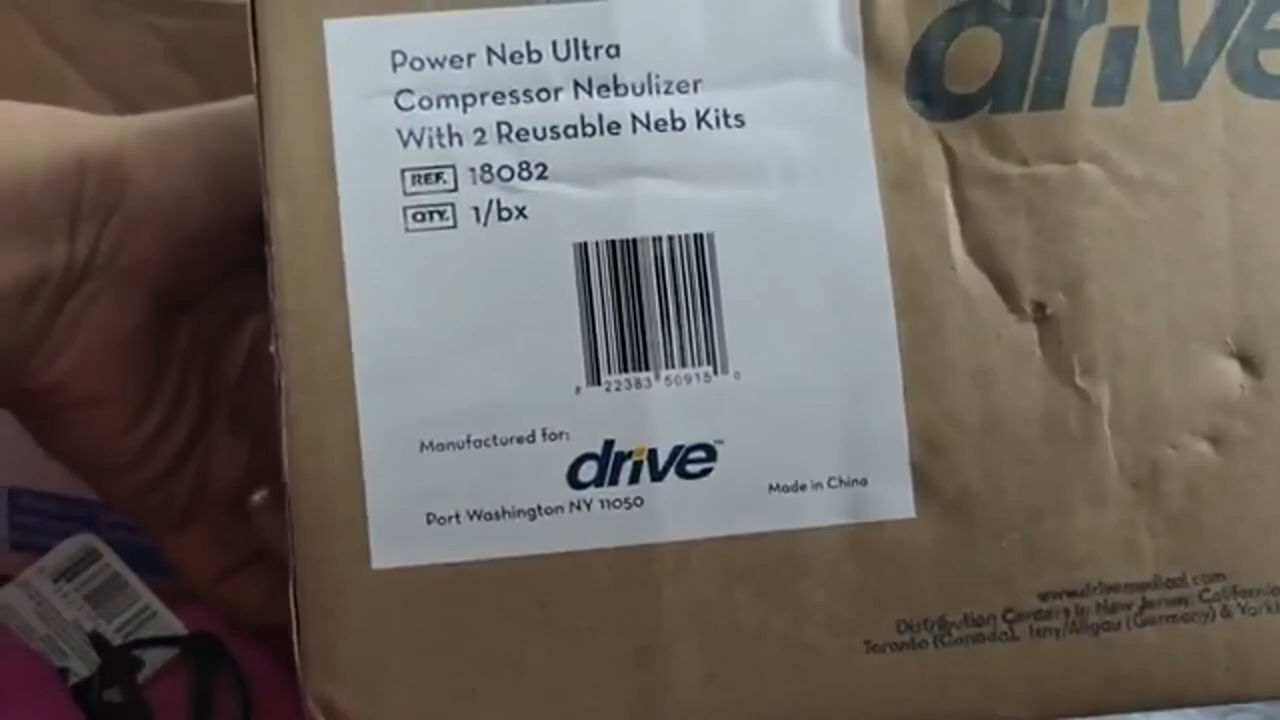 Power Neb Ultra
Compressor Nebulizer
With 2 Reusable Neb Kits
REF. 18082
QTY. 1/bx
8 22383 50915 0
Manufactured for:
drive™
Port Washington NY 11050
Made in China
drive
www.drivemedical.com
Distribution Centers in New Jersey, California
Toronto (Canada), Isny/Allgau (Germany) &